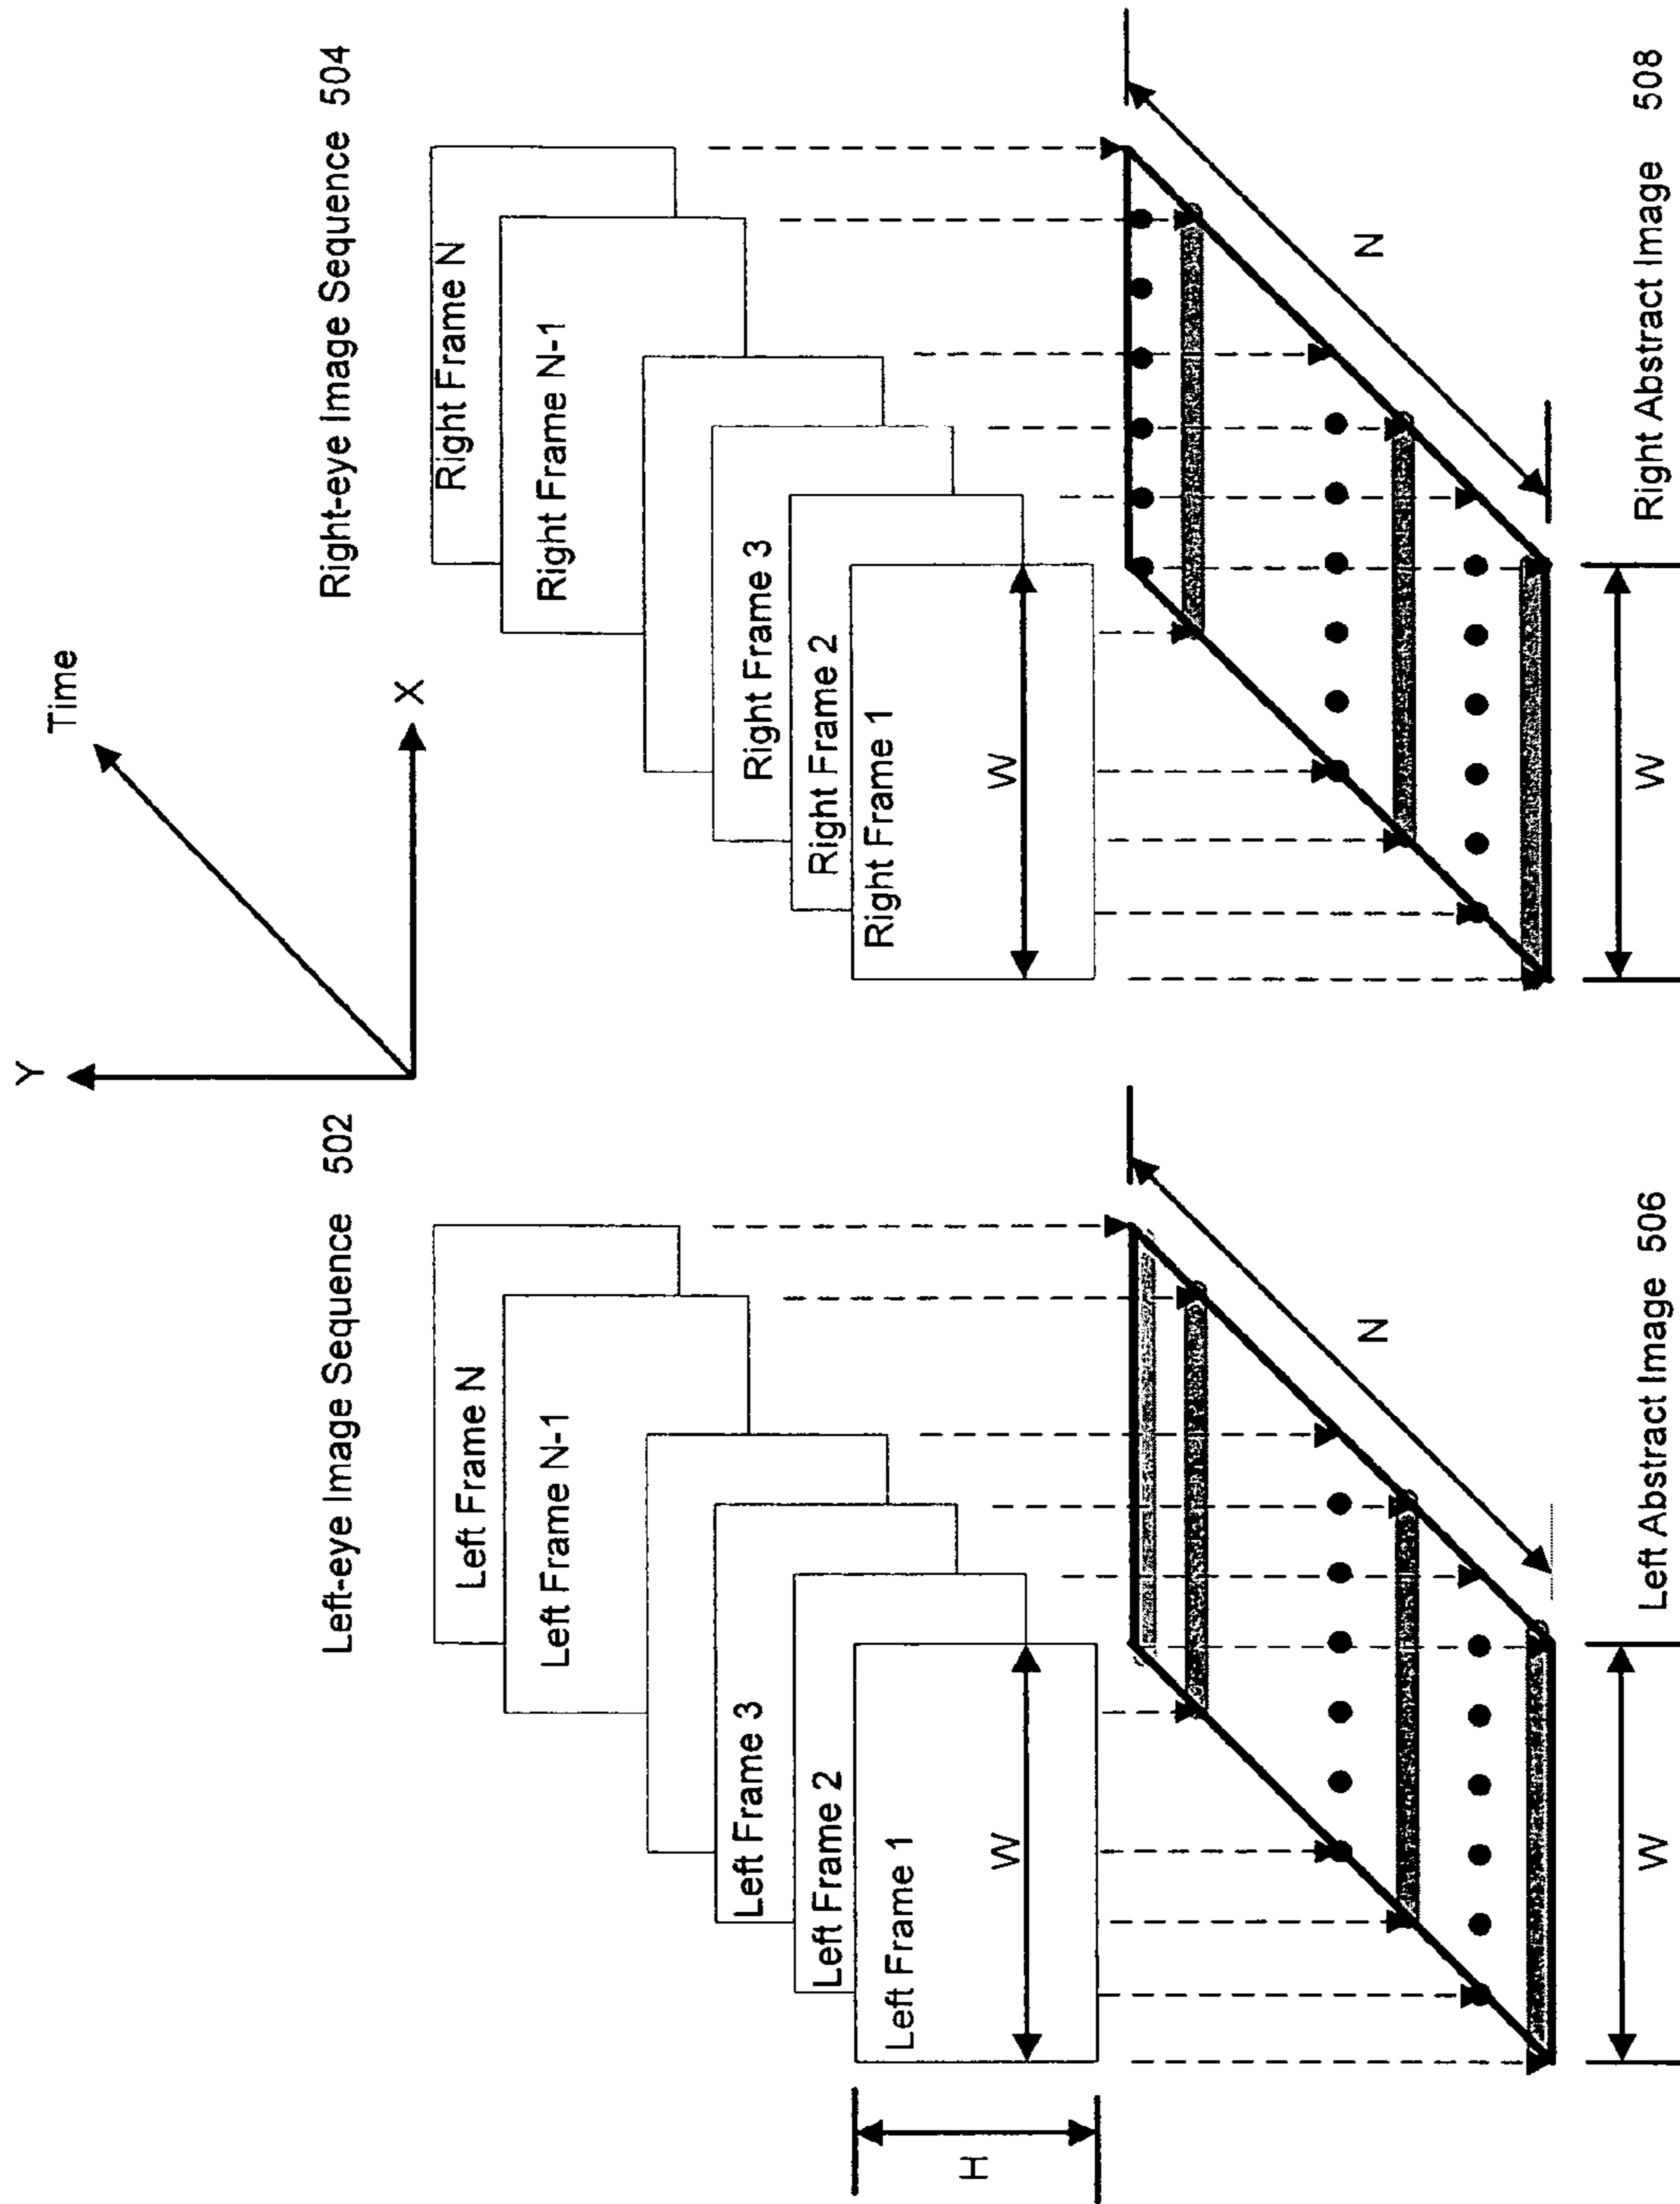 Y
Time
X
Left-eye Image Sequence 502
Left Frame N
Left Frame N-1
Left Frame 3
Left Frame 2
Left Frame 1
W
H
N
W
Left Abstract Image 506
Right-eye Image Sequence 504
Right Frame N
Right Frame N-1
Right Frame 3
Right Frame 2
Right Frame 1
W
N
W
Right Abstract Image 508